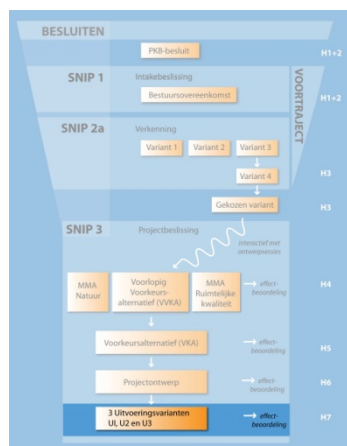 BESLUITEN
PKB-besluit
H1+2
SNIP 1
Intakebeslissing
Bestuursovereenkomst
H1+2
VOORTRAJECT
SNIP 2a
Verkenning
Variant 1
Variant 2
Variant 3
Variant 4
H3
Gekozen variant
H3
SNIP 3
Projectbeslissing
interactief met
ontwerpsessies
MMA
Natuur
Voorlopig
Voorkeurs-
alternatief (VVKA)
MMA
Ruimtelijke
kwaliteit
effect-
beoordeling
H4
Voorkeursalternatief (VKA)
effect-
beoordeling
H5
Projectontwerp
effect-
beoordeling
H6
3 Uitvoeringsvarianten
UI, U2 en U3
effect-
beoordeling
H7